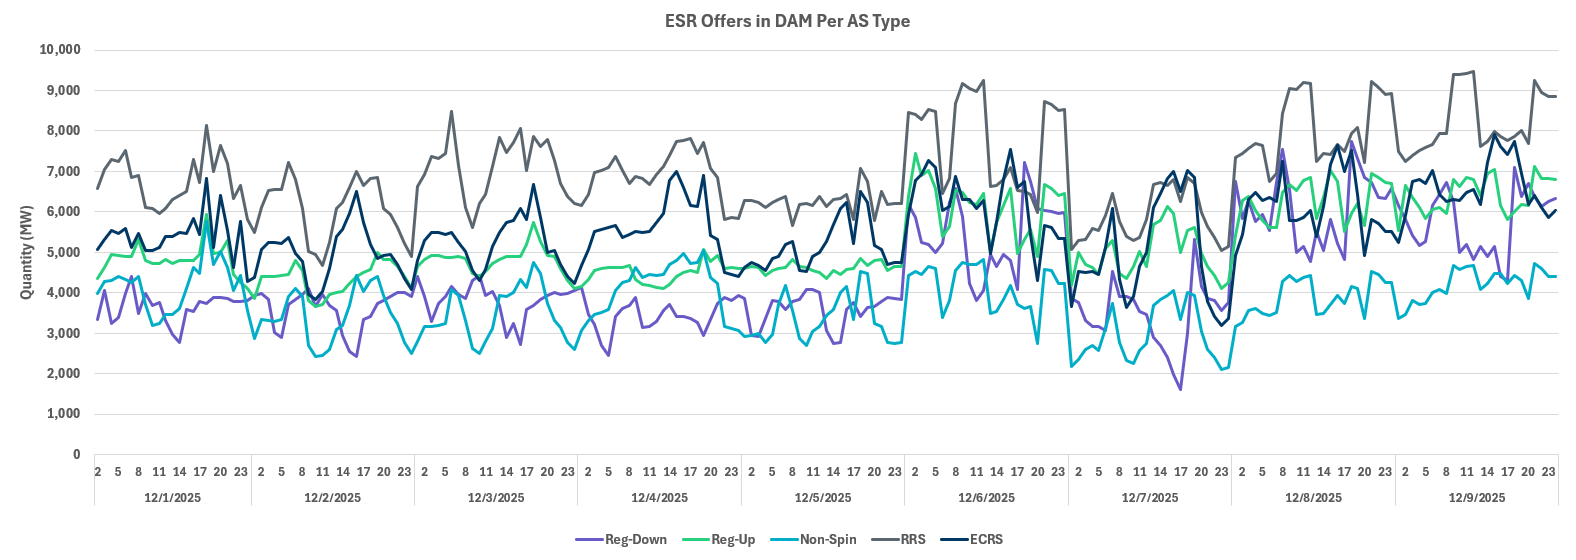 ESR Offers in DAM Per AS Type
Quantity (MW)
10,000
9,000
8,000
7,000
6,000
5,000
4,000
3,000
2,000
1,000
0
2 5 8 11 14 17 20 23 2 5 8 11 14 17 20 23 2 5 8 11 14 17 20 23 2 5 8 11 14 17 20 23 2 5 8 11 14 17 20 23 2 5 8 11 14 17 20 23 2 5 8 11 14 17 20 23 2 5 8 11 14 17 20 23 2 5 8 11 14 17 20 23
12/1/2025 12/2/2025 12/3/2025 12/4/2025 12/5/2025 12/6/2025 12/7/2025 12/8/2025 12/9/2025
Reg-Down Reg-Up Non-Spin RRS ECRS